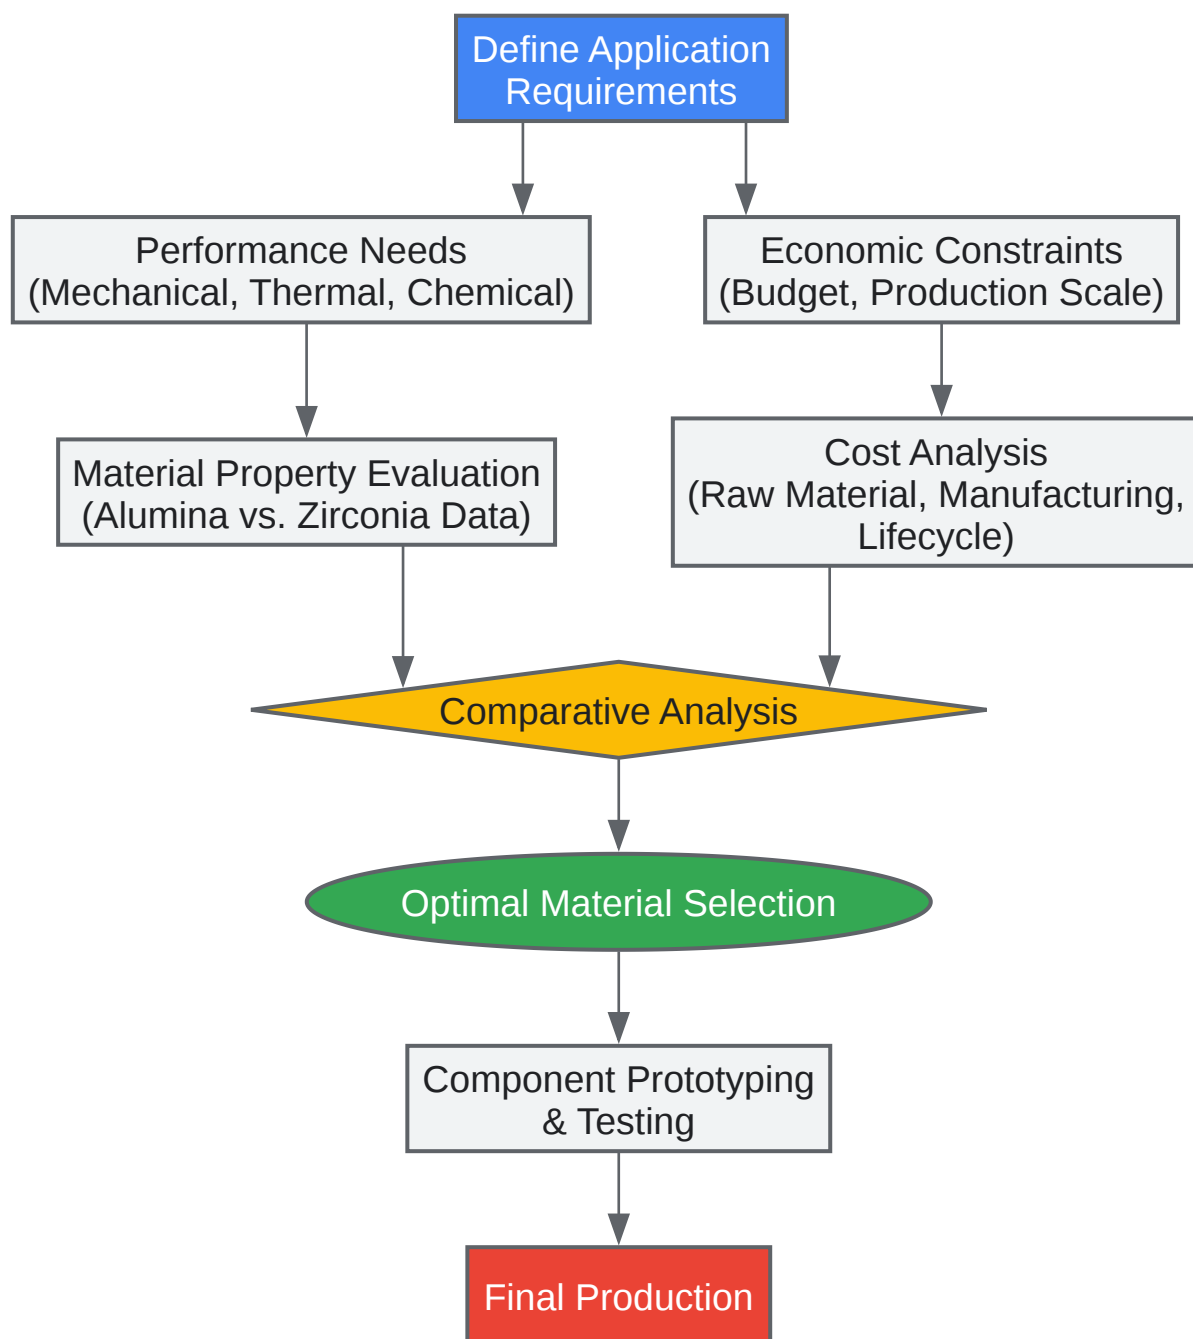 Define Application
Requirements
Performance Needs
(Mechanical, Thermal, Chemical)
Economic Constraints
(Budget, Production Scale)
Material Property Evaluation
(Alumina vs. Zirconia Data)
Cost Analysis
(Raw Material, Manufacturing,
Lifecycle)
Comparative Analysis
Optimal Material Selection
Component Prototyping
& Testing
Final Production